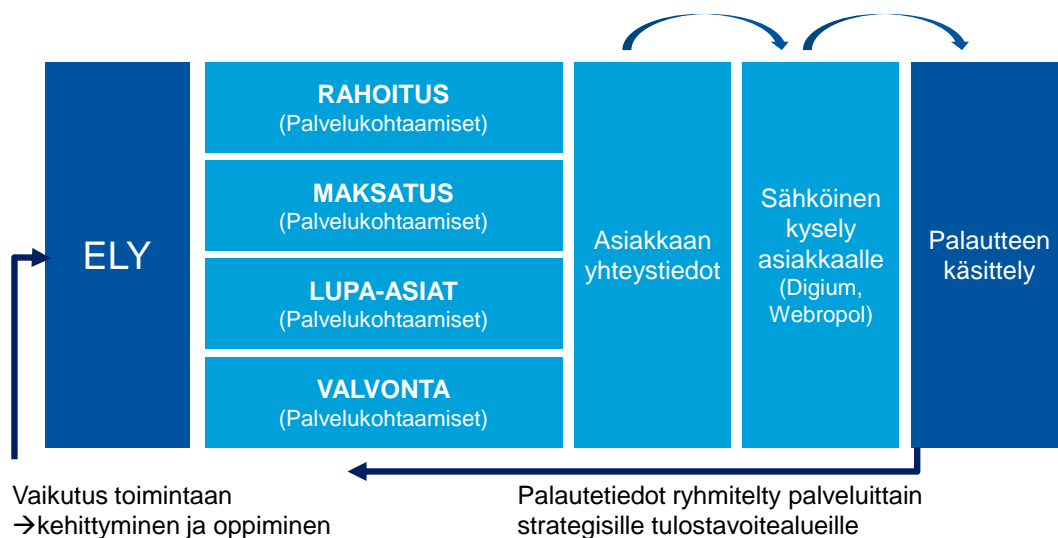 ELY
RAHOITUS
(Palvelukohtaamiset)
MAKSATUS
(Palvelukohtaamiset)
LUPA-ASIAT
(Palvelukohtaamiset)
VALVONTA
(Palvelukohtaamiset)
Asiakkaan
yhteystiedot
Sähköinen
kysely
asiakkaalle
(Digium,
Webropol)
Palautteen
käsittely
Vaikutus toimintaan
→kehittyminen ja oppiminen
Palautetiedot ryhmitelty palveluittain
strategisille tulostavoitealueille